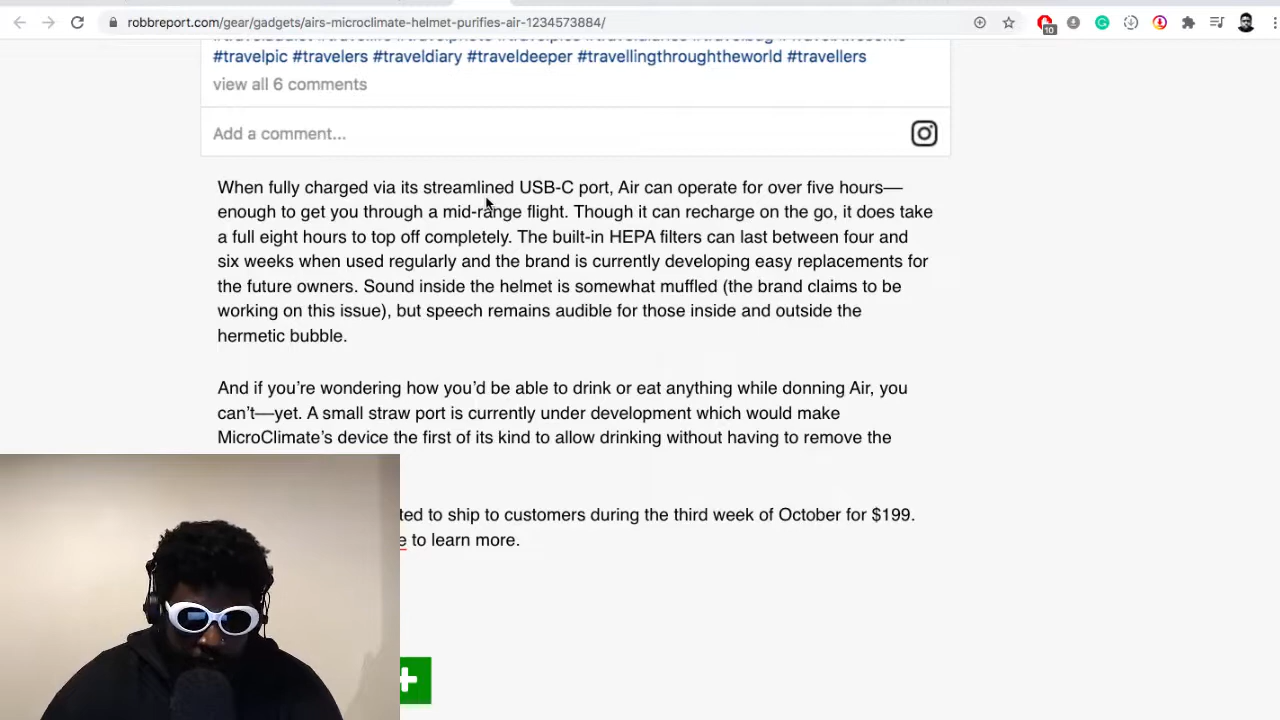 robbreport.com/gear/gadgets/airs-microclimate-helmet-purifies-air-1234573884/
10
#travelpic #travelers #traveldiary #traveldeeper #travellingthroughtheworld #travellers
view all 6 comments
Add a comment...
When fully charged via its streamlined USB-C port, Air can operate for over five hours—
enough to get you through a mid-range flight. Though it can recharge on the go, it does take
a full eight hours to top off completely. The built-in HEPA filters can last between four and
six weeks when used regularly and the brand is currently developing easy replacements for
the future owners. Sound inside the helmet is somewhat muffled (the brand claims to be
working on this issue), but speech remains audible for those inside and outside the
hermetic bubble.
And if you’re wondering how you’d be able to drink or eat anything while donning Air, you
can’t—yet. A small straw port is currently under development which would make
MicroClimate’s device the first of its kind to allow drinking without having to remove the
ted to ship to customers during the third week of October for $199.
e to learn more.